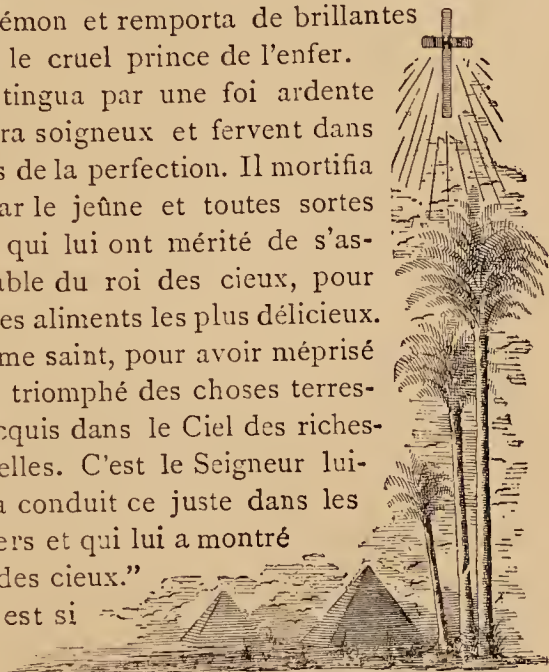 émon et remporta de brillantes
le cruel prince de l'enfer.
tingua par une foi ardente
ra soigneux et fervent dans
s de la perfection. Il mortifia
ar le jeûne et toutes sortes
qui lui ont mérité de s'as-
able du roi des cieux, pour
es aliments les plus délicieux.
me saint, pour avoir méprisé
triomphé des choses terres-
cquis dans le Ciel des riches-
elles. C'est le Seigneur lui-
a conduit ce juste dans les
ers et qui lui a montré
des cieux.”
est si